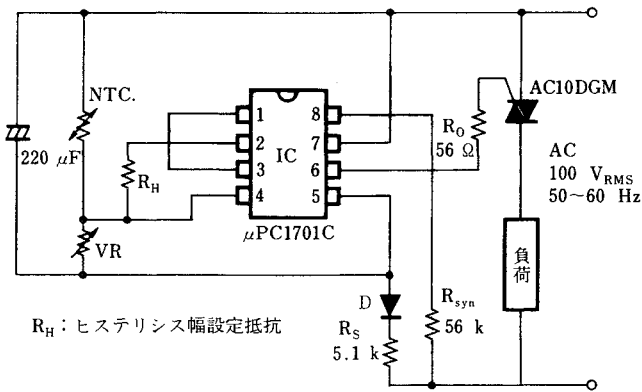 NTC.
220 μF
R_H
VR
1
2
3
4
8
7
6
5
IC
μPC1701C
R_O
56 Ω
AC10DGM
AC
100 V_RMS
50～60 Hz
負荷
D
R_S
5.1 k
R_syn
56 k
R_H：ヒステリシス幅設定抵抗